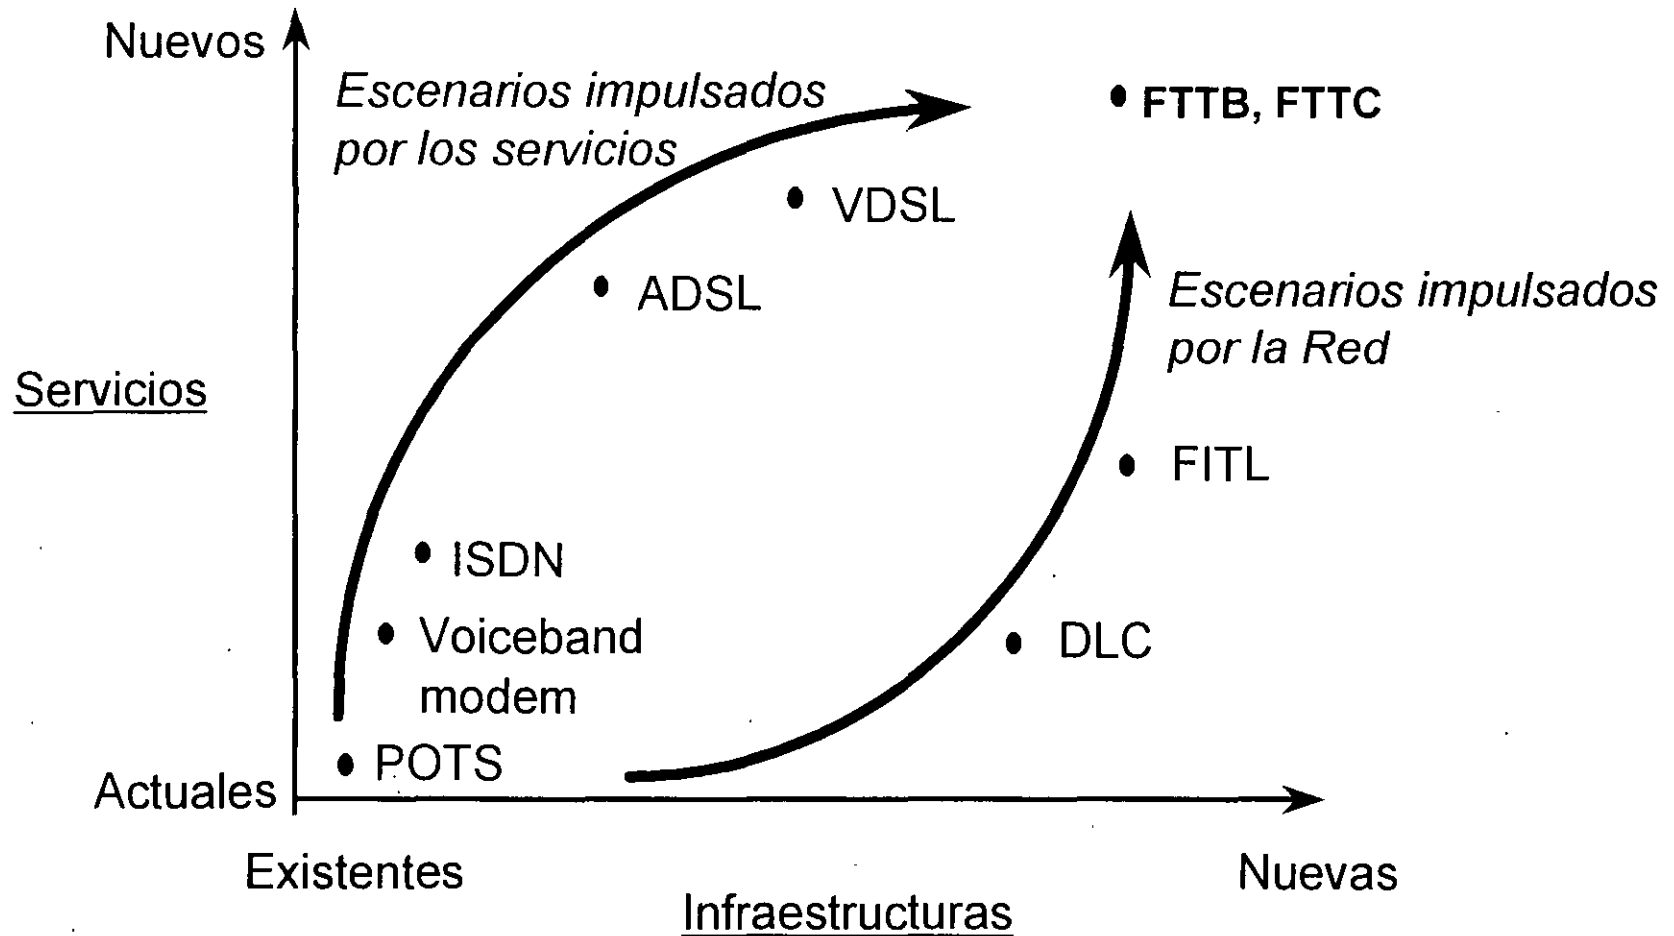 Nuevos
Escenarios impulsados
por los servicios
FTTB, FTTC
VDSL
ADSL
Escenarios impulsados
por la Red
Servicios
FITL
ISDN
Voiceband
modem
DLC
POTS
Actuales
Existentes
Nuevas
Infraestructuras